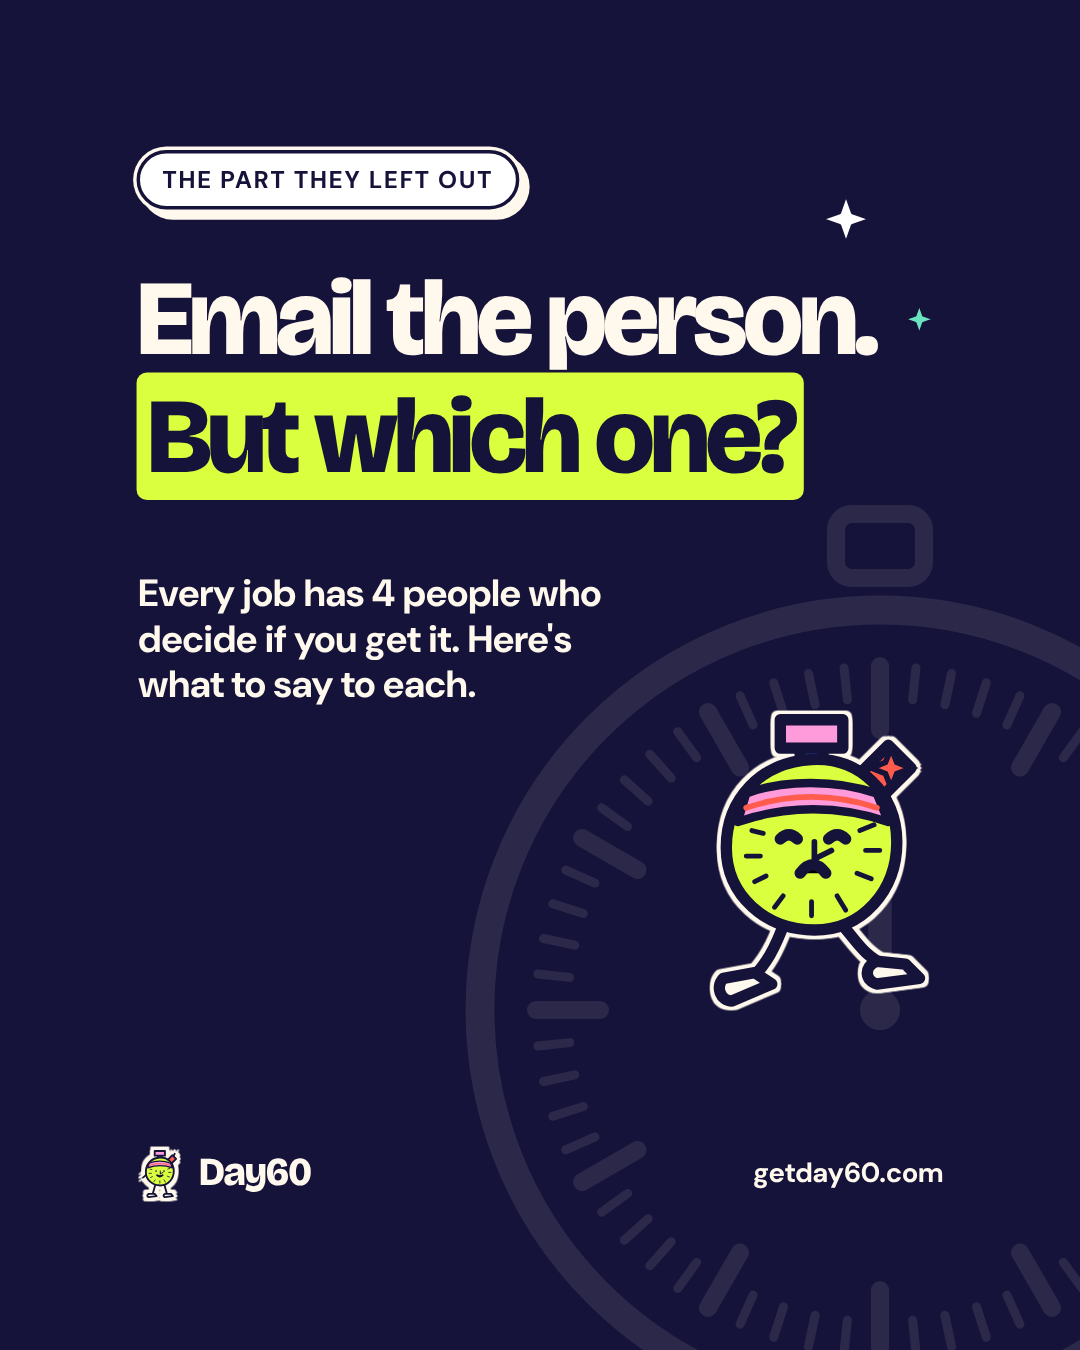 THE PART THEY LEFT OUT
Email the person.
But which one?
Every job has 4 people who
decide if you get it. Here's
what to say to each.
Day60
getday60.com